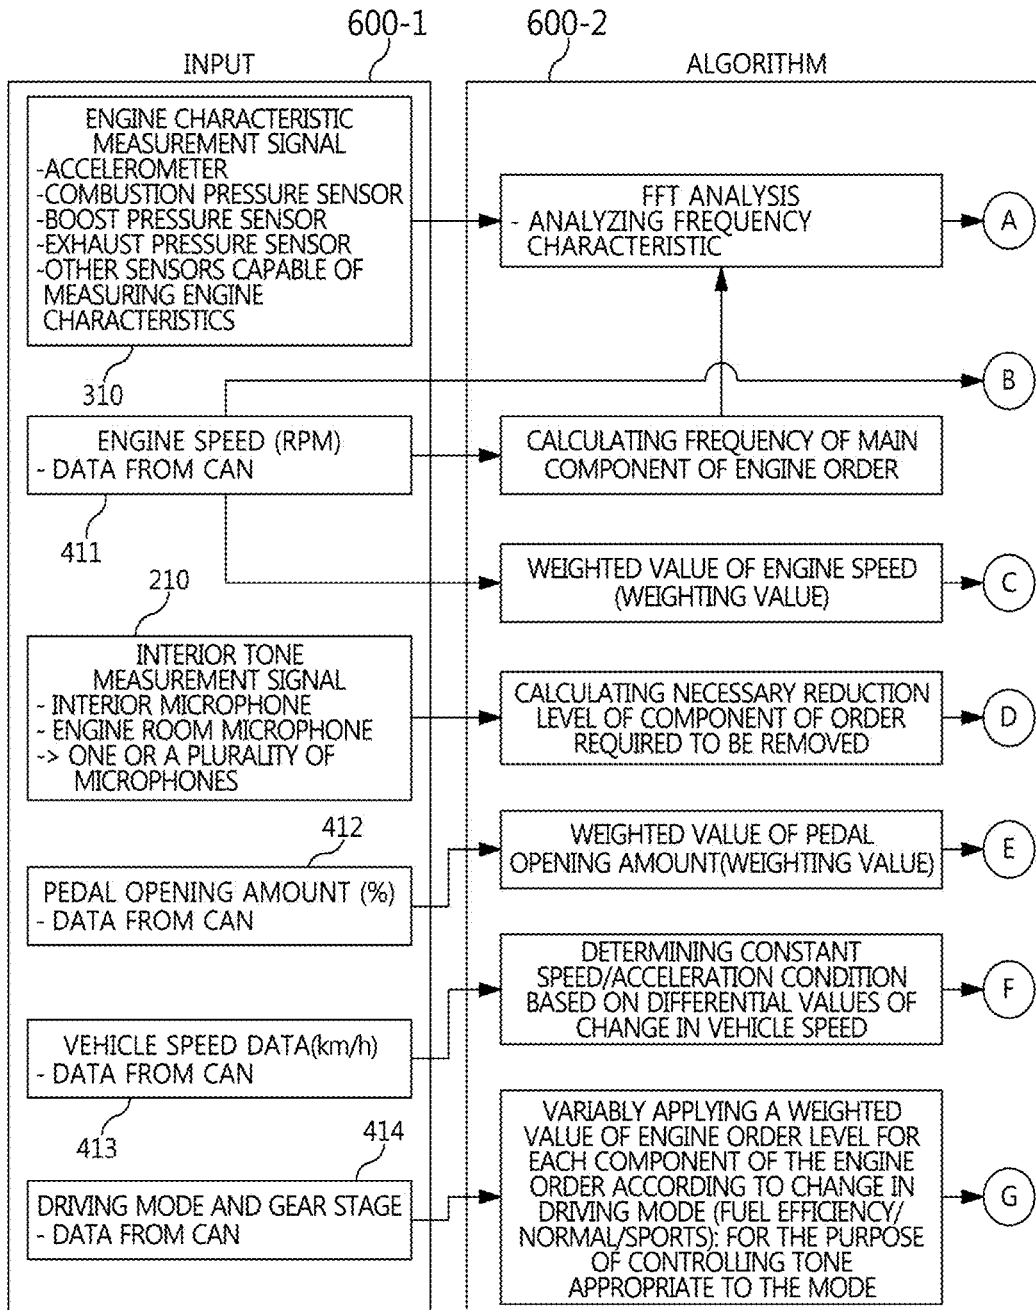 600-1
600-2
INPUT
ALGORITHM
ENGINE CHARACTERISTIC
MEASUREMENT SIGNAL
-ACCELEROMETER
-COMBUSTION PRESSURE SENSOR
-BOOST PRESSURE SENSOR
-EXHAUST PRESSURE SENSOR
-OTHER SENSORS CAPABLE OF
MEASURING ENGINE
CHARACTERISTICS
310
FFT ANALYSIS
- ANALYZING FREQUENCY
CHARACTERISTIC
A
B
ENGINE SPEED (RPM)
- DATA FROM CAN
411
CALCULATING FREQUENCY OF MAIN
COMPONENT OF ENGINE ORDER
WEIGHTED VALUE OF ENGINE SPEED
(WEIGHTING VALUE)
C
210
INTERIOR TONE
MEASUREMENT SIGNAL
- INTERIOR MICROPHONE
- ENGINE ROOM MICROPHONE
-> ONE OR A PLURALITY OF
MICROPHONES
CALCULATING NECESSARY REDUCTION
LEVEL OF COMPONENT OF ORDER
REQUIRED TO BE REMOVED
D
412
PEDAL OPENING AMOUNT (%)
- DATA FROM CAN
WEIGHTED VALUE OF PEDAL
OPENING AMOUNT(WEIGHTING VALUE)
E
VEHICLE SPEED DATA(km/h)
- DATA FROM CAN
413
DETERMINING CONSTANT
SPEED/ACCELERATION CONDITION
BASED ON DIFFERENTIAL VALUES OF
CHANGE IN VEHICLE SPEED
F
414
DRIVING MODE AND GEAR STAGE
- DATA FROM CAN
VARIABLY APPLYING A WEIGHTED
VALUE OF ENGINE ORDER LEVEL FOR
EACH COMPONENT OF THE ENGINE
ORDER ACCORDING TO CHANGE IN
DRIVING MODE (FUEL EFFICIENCY/
NORMAL/SPORTS): FOR THE PURPOSE
OF CONTROLLING TONE
APPROPRIATE TO THE MODE
G